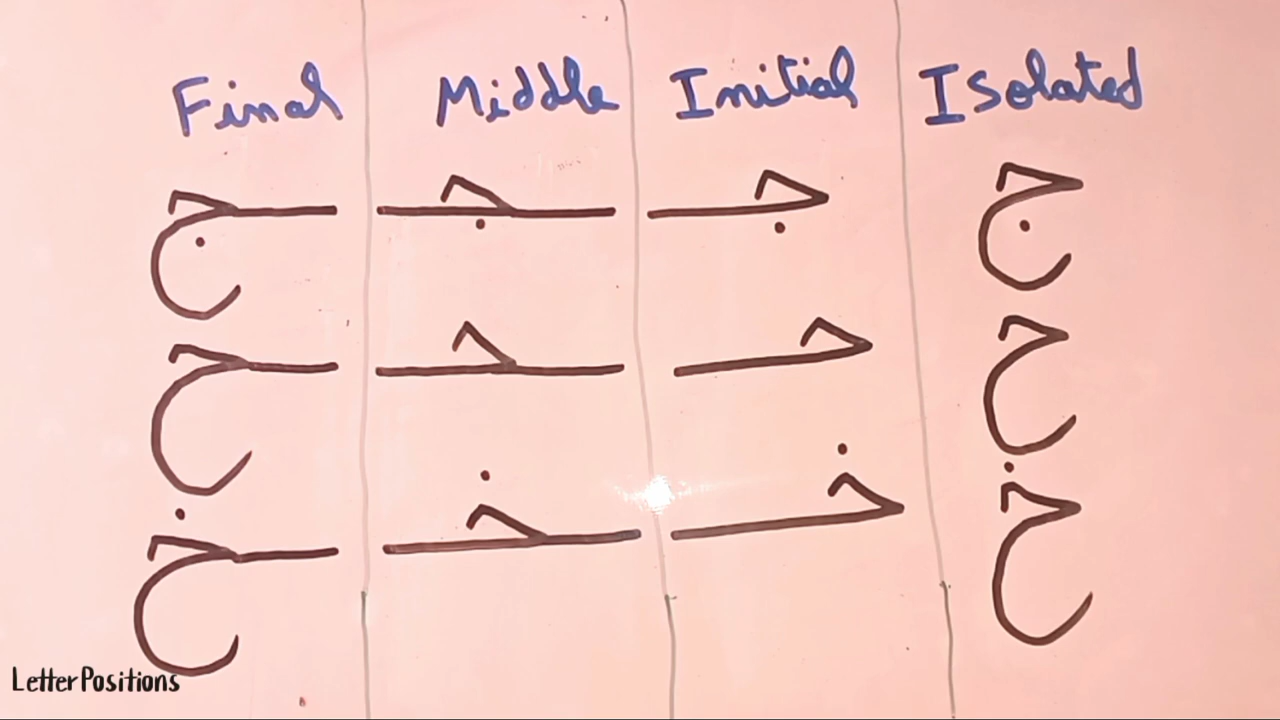 Final Middle Initial Isolated
ـج ـجـ جـ ج
ـح ـحـ حـ ح
ـخ ـخـ خـ خ
Letter Positions